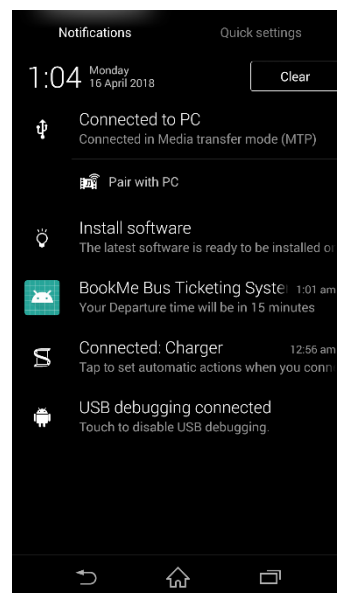 Notifications
Quick settings
1:04
Monday
16 April 2018
Clear
Connected to PC
Connected in Media transfer mode (MTP)
Pair with PC
Install software
The latest software is ready to be installed o
BookMe Bus Ticketing Syste 1:01 am
Your Departure time will be in 15 minutes
Connected: Charger 12:56 am
Tap to set automatic actions when you conn
USB debugging connected
Touch to disable USB debugging.